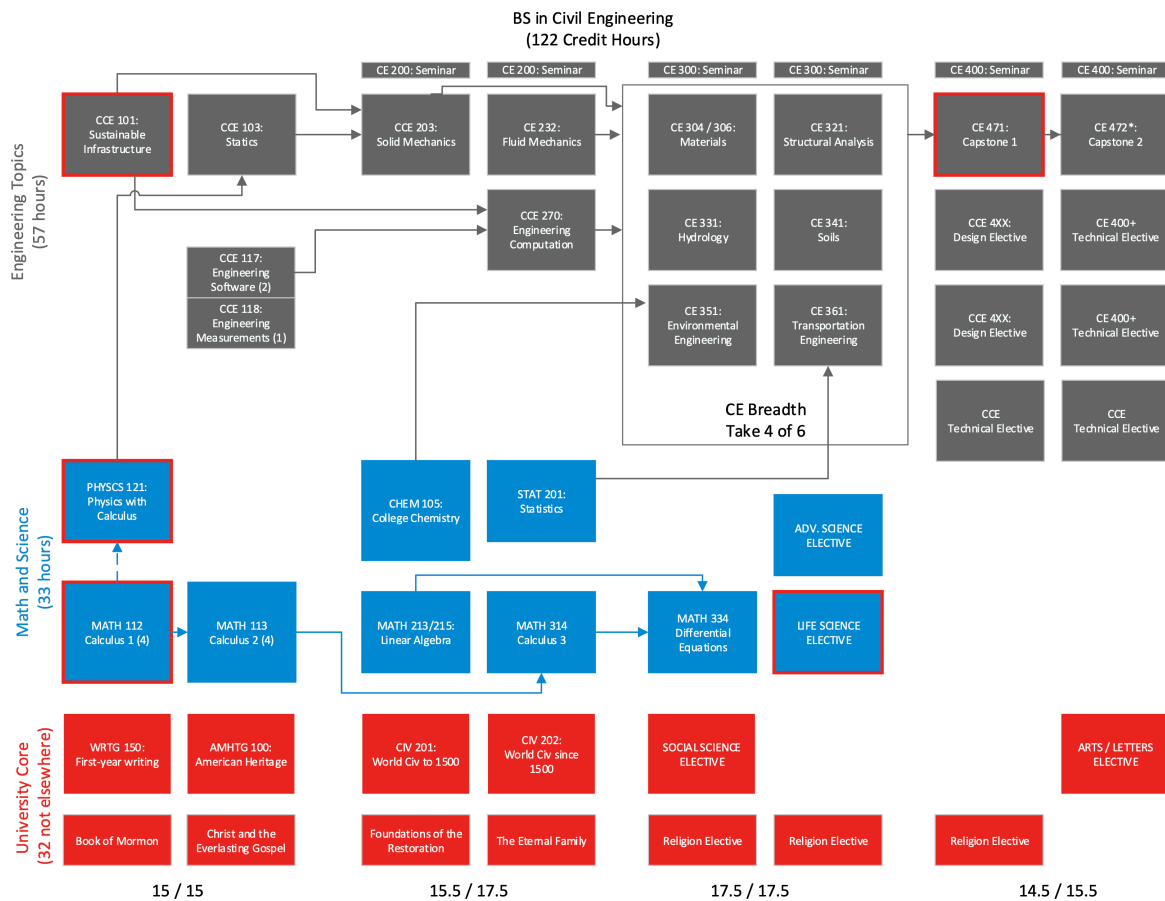 BS in Civil Engineering
(122 Credit Hours)
CE 200: Seminar
CE 200: Seminar
CE 300: Seminar
CE 300: Seminar
CE 400: Seminar
CE 400: Seminar
Engineering Topics
(57 hours)
CCE 101:
Sustainable
Infrastructure
CCE 103:
Statics
CCE 203:
Solid Mechanics
CE 232:
Fluid Mechanics
CE 304 / 306:
Materials
CE 321:
Structural Analysis
CE 471:
Capstone 1
CE 472*:
Capstone 2
CCE 270:
Engineering
Computation
CE 331:
Hydrology
CE 341:
Soils
CCE 4XX:
Design Elective
CE 400+
Technical Elective
CCE 117:
Engineering
Software (2)
CCE 118:
Engineering
Measurements (1)
CE 351:
Environmental
Engineering
CE 361:
Transportation
Engineering
CCE 4XX:
Design Elective
CE 400+
Technical Elective
CE Breadth
Take 4 of 6
CCE
Technical Elective
CCE
Technical Elective
Math and Science
(33 hours)
PHYSCS 121:
Physics with
Calculus
CHEM 105:
College Chemistry
STAT 201:
Statistics
ADV. SCIENCE
ELECTIVE
MATH 112
Calculus 1 (4)
MATH 113
Calculus 2 (4)
MATH 213/215:
Linear Algebra
MATH 314
Calculus 3
MATH 334
Differential
Equations
LIFE SCIENCE
ELECTIVE
University Core
(32 not elsewhere)
WRTG 150:
First-year writing
AMHTG 100:
American Heritage
CIV 201:
World Civ to 1500
CIV 202:
World Civ since
1500
SOCIAL SCIENCE
ELECTIVE
ARTS / LETTERS
ELECTIVE
Book of Mormon
Christ and the
Everlasting Gospel
Foundations of the
Restoration
The Eternal Family
Religion Elective
Religion Elective
Religion Elective
15 / 15
15.5 / 17.5
17.5 / 17.5
14.5 / 15.5